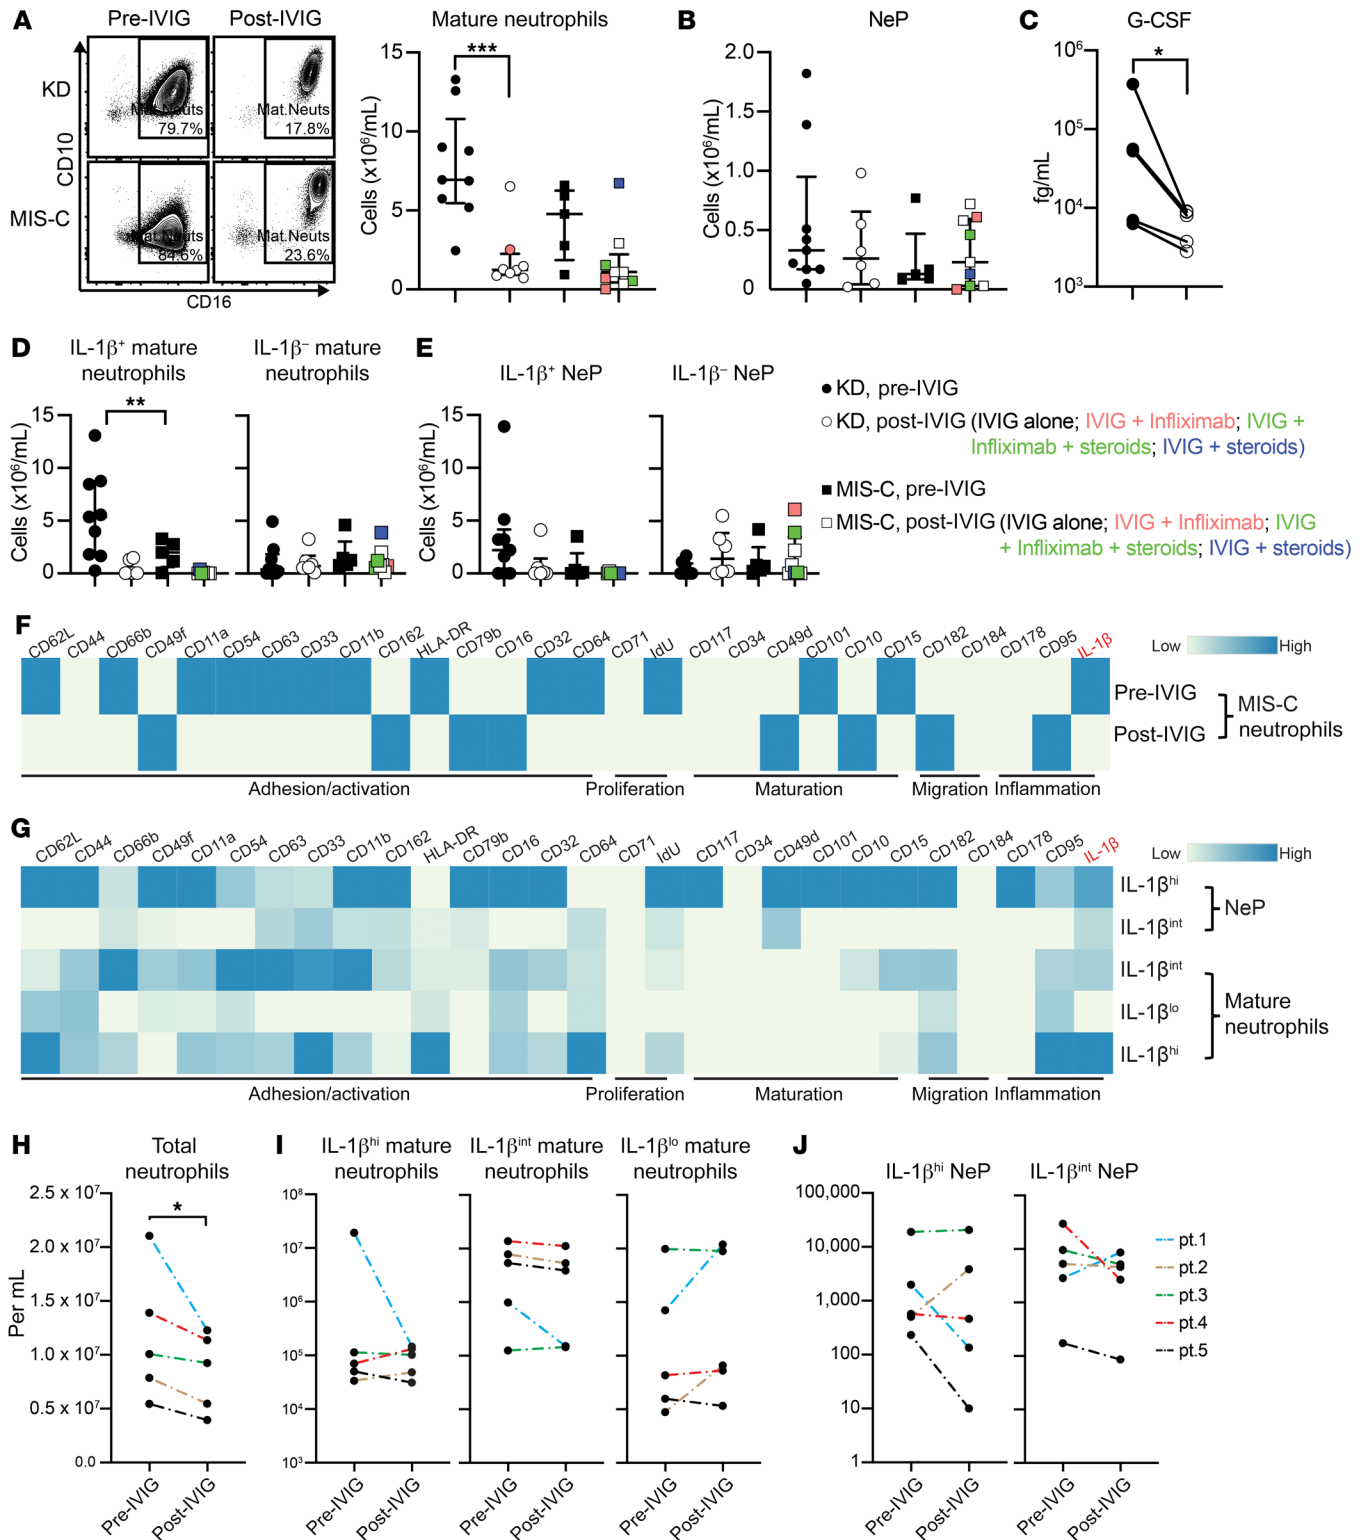 A
Pre-IVIG
Post-IVIG
KD
MIS-C
CD10
CD16
Mat.Neuts
79.7%
Mat.Neuts
17.8%
Mat.Neuts
84.6%
Mat.Neuts
23.6%
Mature neutrophils
Cells (x10⁶/mL)
15
10
5
0
***
B
NeP
Cells (x10⁶/mL)
2.0
1.5
1.0
0.5
0
C
G-CSF
fg/mL
10⁶
10⁵
10⁴
10³
*
D
IL-1β⁺ mature
neutrophils
IL-1β⁻ mature
neutrophils
Cells (x10⁶/mL)
15
10
5
0
**
E
IL-1β⁺ NeP
IL-1β⁻ NeP
Cells (x10⁶/mL)
15
10
5
0
KD, pre-IVIG
KD, post-IVIG (IVIG alone; IVIG + Infliximab; IVIG +
Infliximab + steroids; IVIG + steroids)
MIS-C, pre-IVIG
MIS-C, post-IVIG (IVIG alone; IVIG + Infliximab; IVIG
+ Infliximab + steroids; IVIG + steroids)
F
CD62L CD44 CD66b CD49f CD11a CD54 CD63 CD33 CD11b CD162 HLA-DR CD79b CD16 CD32 CD64 CD71 IdU CD117 CD34 CD49d CD101 CD10 CD15 CD182 CD184 CD178 CD95 IL-1β
Low High
Pre-IVIG
Post-IVIG
MIS-C
neutrophils
Adhesion/activation Proliferation Maturation Migration Inflammation
G
CD62L CD44 CD66b CD49f CD11a CD54 CD63 CD33 CD11b CD162 HLA-DR CD79b CD16 CD32 CD64 CD71 IdU CD117 CD34 CD49d CD101 CD10 CD15 CD182 CD184 CD178 CD95 IL-1β
Low High
IL-1βʰⁱ
IL-1βⁱⁿᵗ
NeP
IL-1βⁱⁿᵗ
IL-1βˡᵒ
IL-1βʰⁱ
Mature
neutrophils
Adhesion/activation Proliferation Maturation Migration Inflammation
H
Total
neutrophils
Per mL
2.5 x 10⁷
2.0 x 10⁷
1.5 x 10⁷
1.0 x 10⁷
0.5 x 10⁷
0.0
*
Pre-IVIG
Post-IVIG
I
IL-1βʰⁱ mature
neutrophils
IL-1βⁱⁿᵗ mature
neutrophils
IL-1βˡᵒ mature
neutrophils
10⁸
10⁷
10⁶
10⁵
10⁴
10³
Pre-IVIG
Post-IVIG
Pre-IVIG
Post-IVIG
Pre-IVIG
Post-IVIG
J
IL-1βʰⁱ NeP
IL-1βⁱⁿᵗ NeP
100,000
10,000
1,000
100
10
1
Pre-IVIG
Post-IVIG
Pre-IVIG
Post-IVIG
pt.1
pt.2
pt.3
pt.4
pt.5